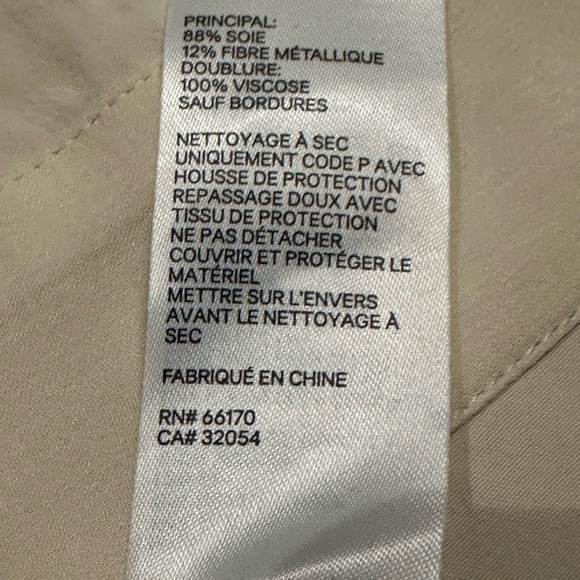 PRINCIPAL:
88% SOIE
12% FIBRE MÉTALLIQUE
DOUBLURE:
100% VISCOSE
SAUF BORDURES
NETTOYAGE À SEC
UNIQUEMENT CODE P AVEC
HOUSSE DE PROTECTION
REPASSAGE DOUX AVEC
TISSU DE PROTECTION
NE PAS DÉTACHER
COUVRIR ET PROTÉGER LE
MATÉRIEL
METTRE SUR L'ENVERS
AVANT LE NETTOYAGE À
SEC
FABRIQUÉ EN CHINE
RN# 66170
CA# 32054